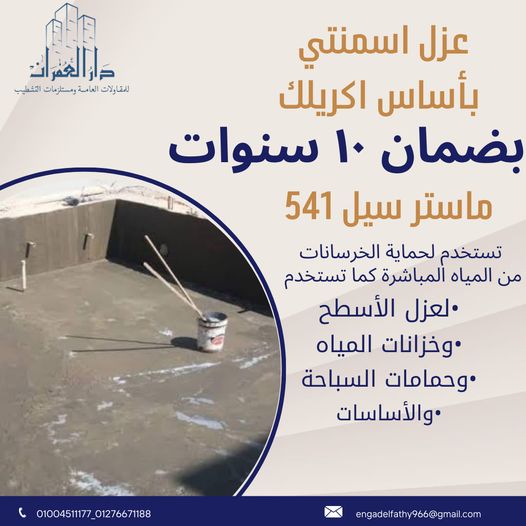 دار العمران
للمقاولات العامة ومستلزمات التشطيب
عزل اسمنتي
بأساس اكريلك
بضمان ١٠ سنوات
ماستر سيل 541
تستخدم لحماية الخرسانات
من المياه المباشرة كما تستخدم
•لعزل الأسطح
•وخزانات المياه
•وحمامات السباحة
•والأساسات
01004511177_01276671188
engadelfathy966@gmail.com